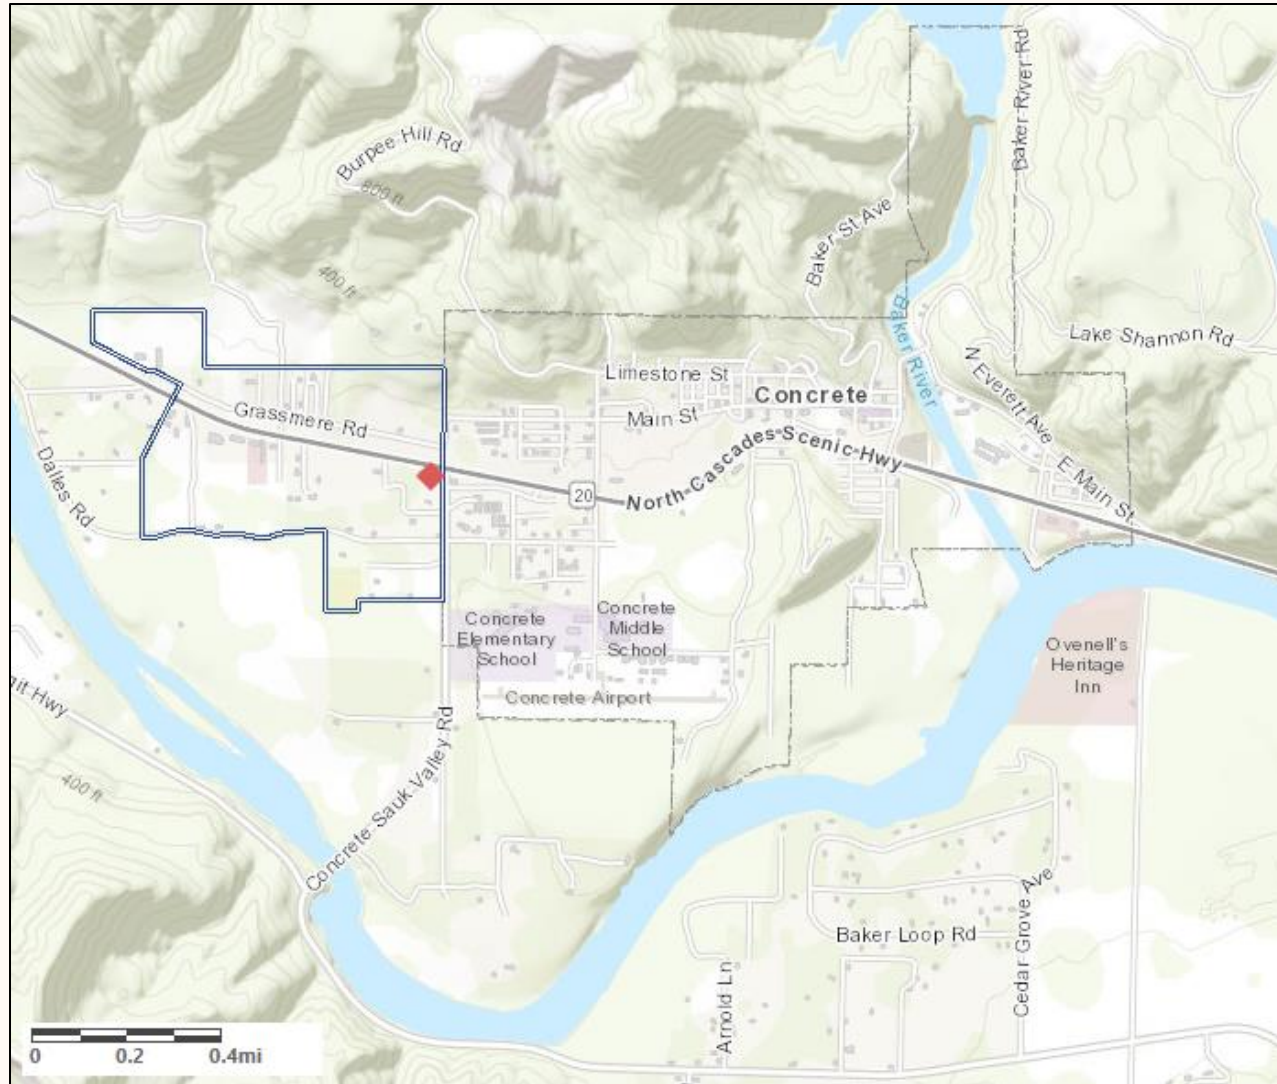 Baker River Rd
Burpee Hill Rd
800 ft
Baker St Ave
400 ft
Baker River
Lake Shannon Rd
N Everett Ave
Limestone St
Concrete
Main St
Grassmere Rd
North Cascades Scenic Hwy
20
E Main St
Dalles Rd
Concrete
Elementary
School
Concrete
Middle
School
Ovenell's
Heritage
Inn
Concrete Airport
Hwy
Concrete Sauk Valley Rd
400 ft
Baker Loop Rd
Cedar Grove Ave
Arnold Ln
0 0.2 0.4mi